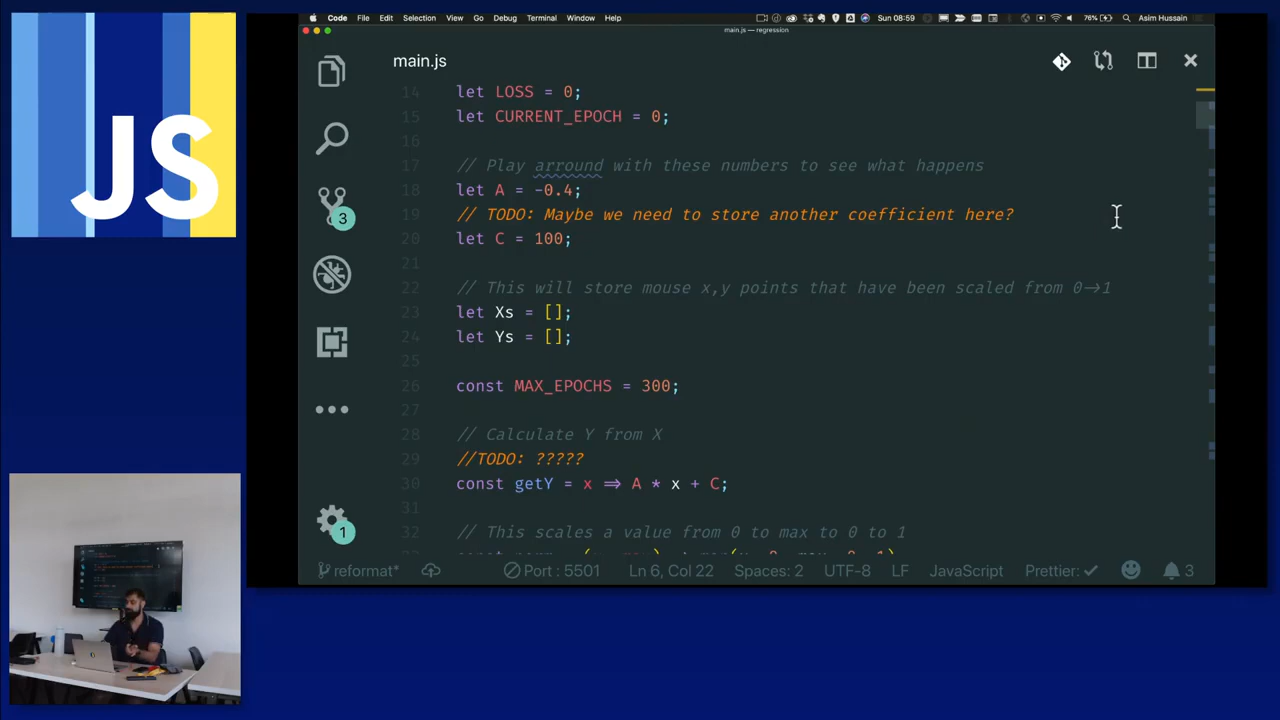 JS
Code File Edit Selection View Go Debug Terminal Window Help Sun 08:59 76% Asim Hussain
main.js — regression
main.js
14 let LOSS = 0;
15 let CURRENT_EPOCH = 0;
16
17 // Play arround with these numbers to see what happens
18 let A = -0.4;
19 // TODO: Maybe we need to store another coefficient here?
20 let C = 100;
21
22 // This will store mouse x,y points that have been scaled from 0->1
23 let Xs = [];
24 let Ys = [];
25
26 const MAX_EPOCHS = 300;
27
28 // Calculate Y from X
29 //TODO: ?????
30 const getY = x => A * x + C;
31
32 // This scales a value from 0 to max to 0 to 1
3
1
reformat* Port : 5501 Ln 6, Col 22 Spaces: 2 UTF-8 LF JavaScript Prettier: ✓ 3